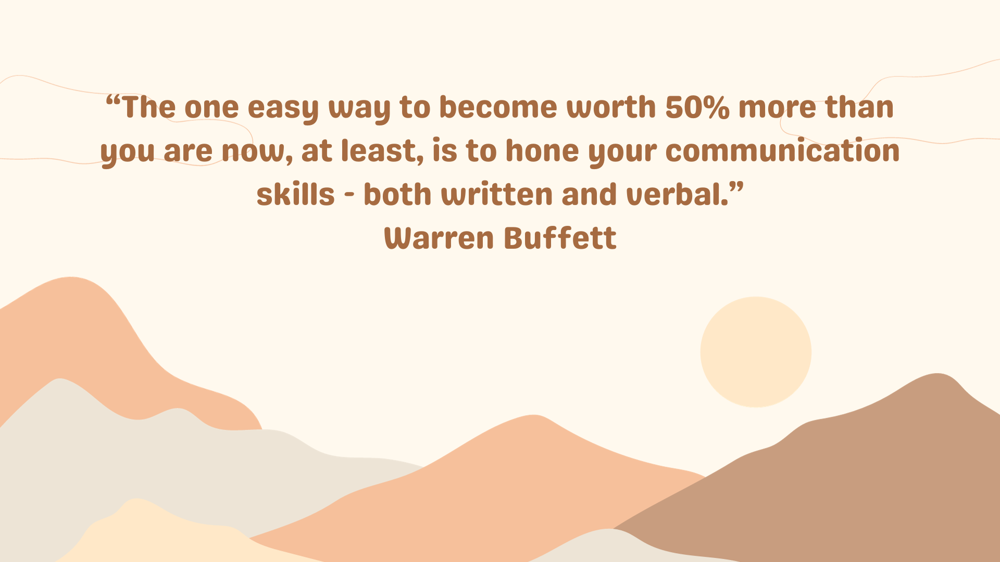 “The one easy way to become worth 50% more than
you are now, at least, is to hone your communication
skills - both written and verbal.”
Warren Buffett